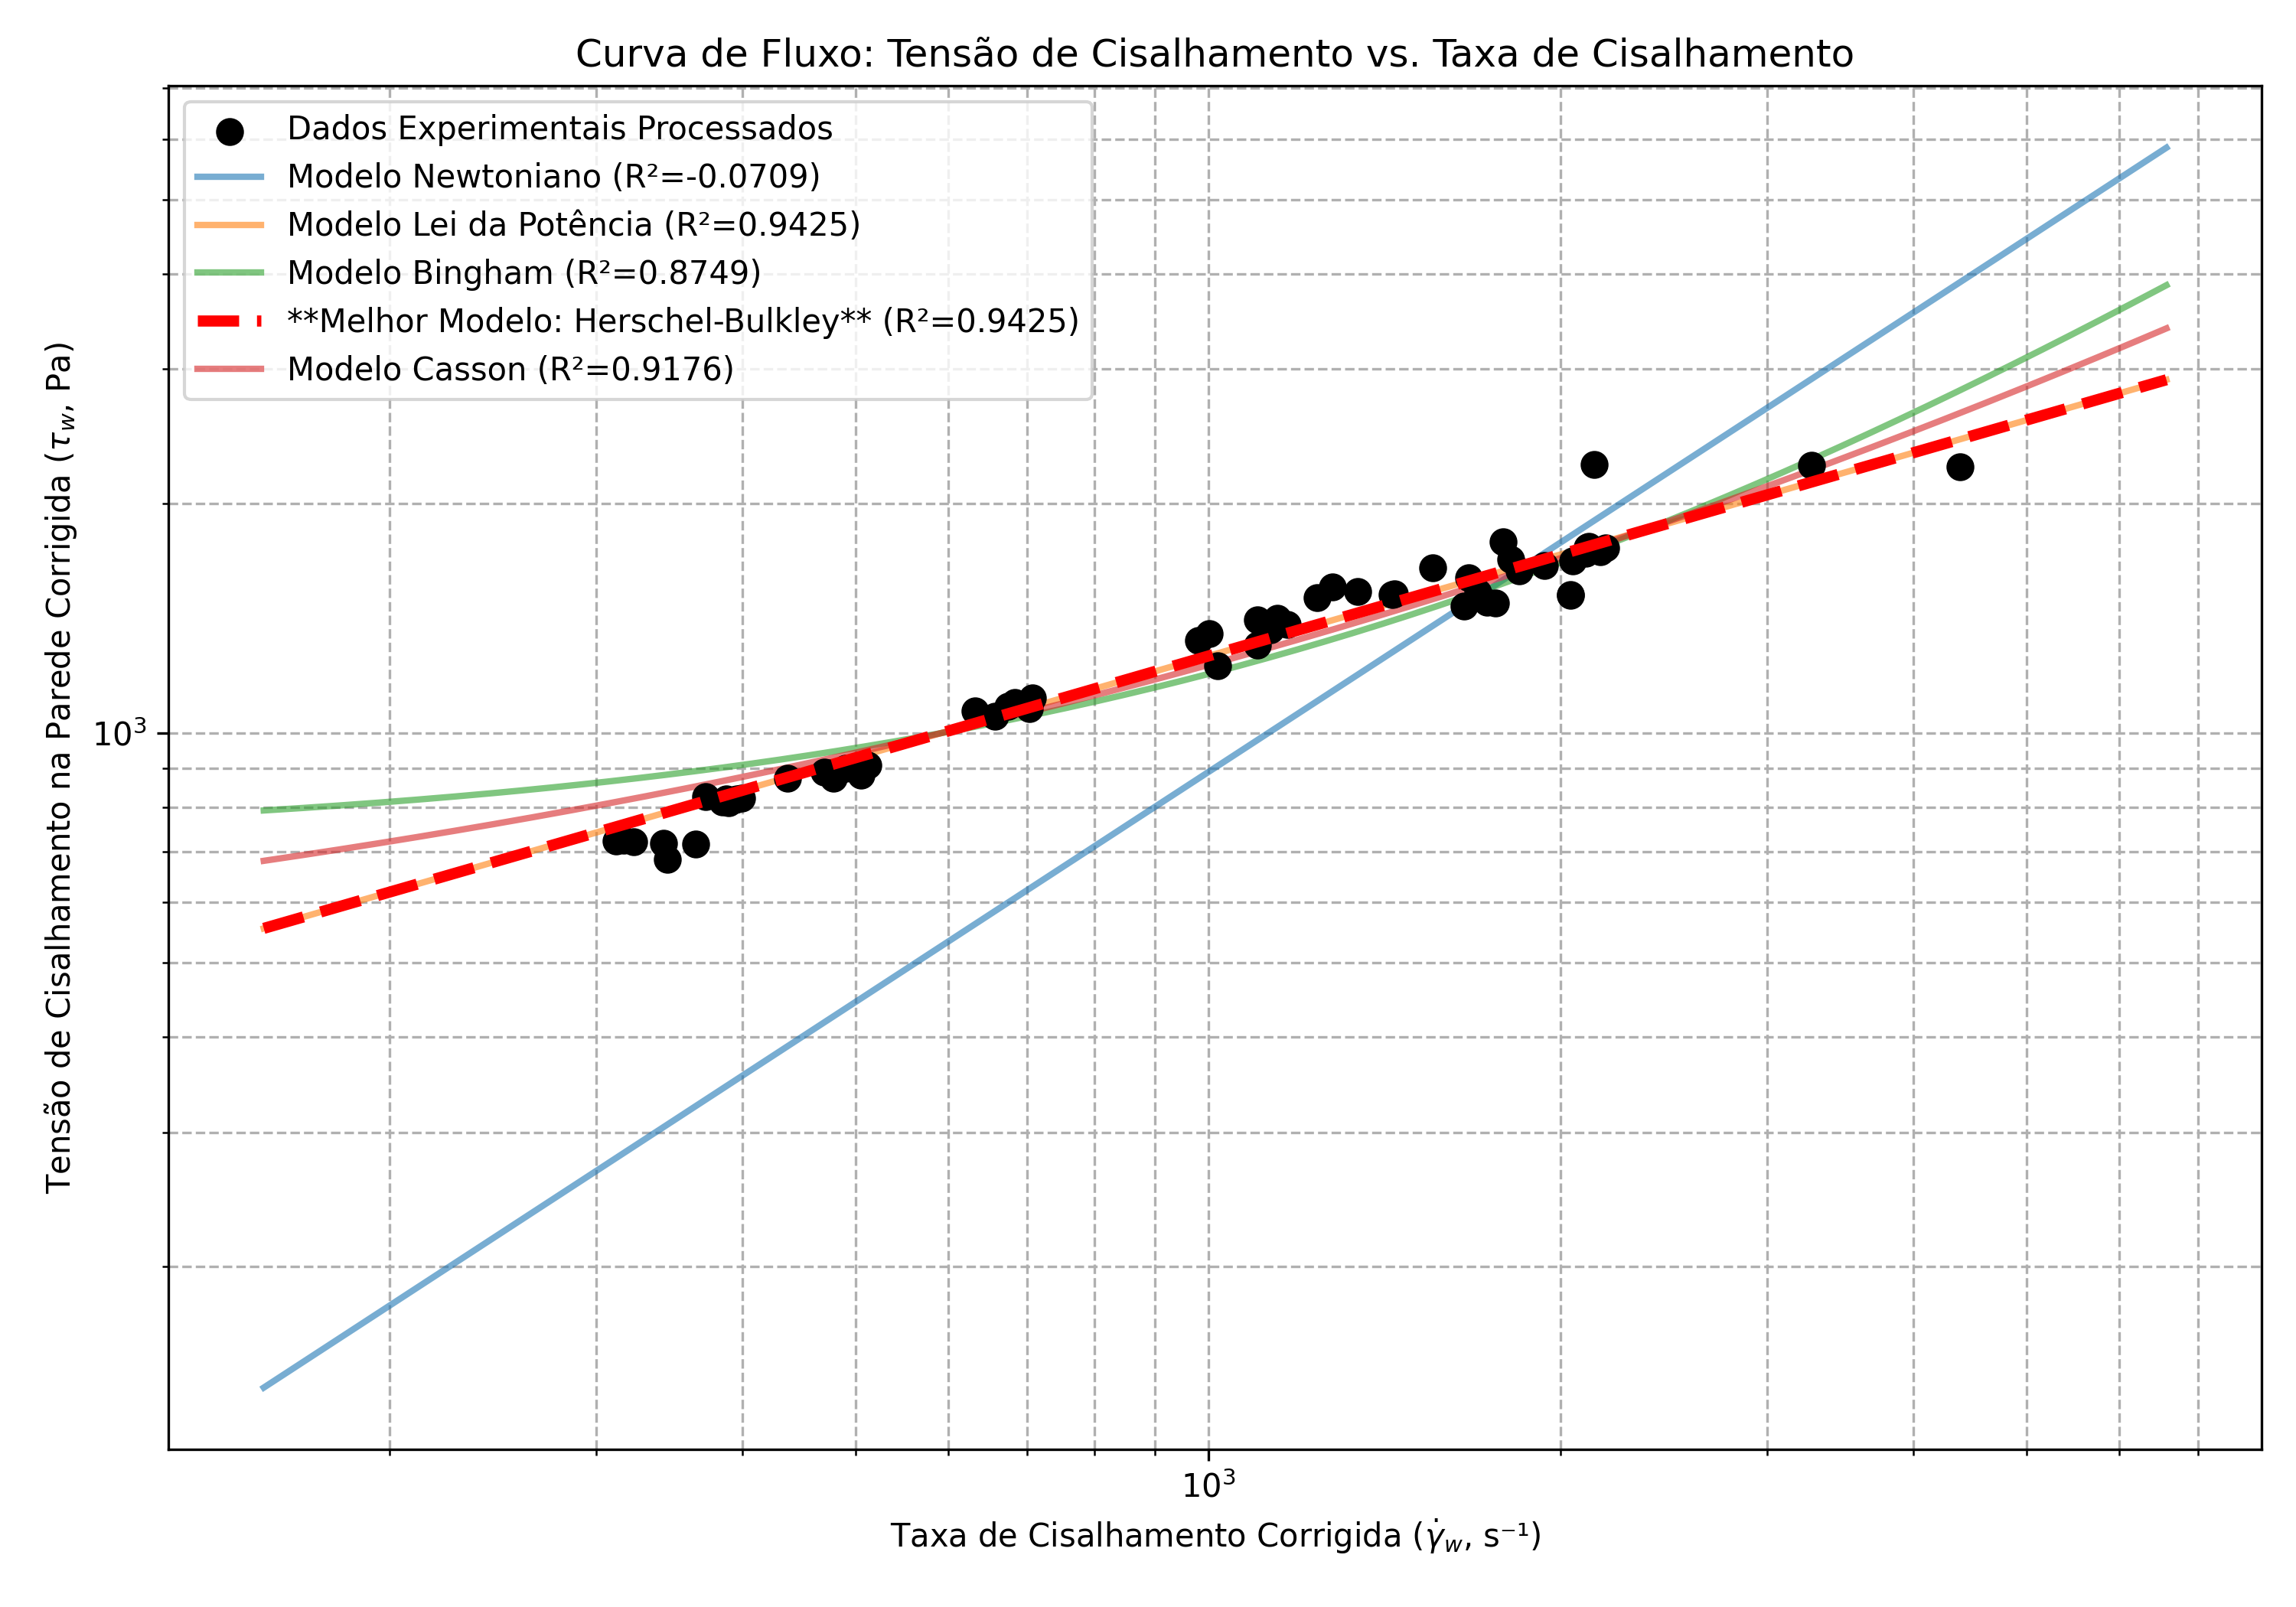 Curva de Fluxo: Tensão de Cisalhamento vs. Taxa de Cisalhamento
Dados Experimentais Processados
Modelo Newtoniano (R²=-0.0709)
Modelo Lei da Potência (R²=0.9425)
Modelo Bingham (R²=0.8749)
**Melhor Modelo: Herschel-Bulkley** (R²=0.9425)
Modelo Casson (R²=0.9176)
Tensão de Cisalhamento na Parede Corrigida (τ_w, Pa)
10³
10³
Taxa de Cisalhamento Corrigida (γ̇_w, s⁻¹)